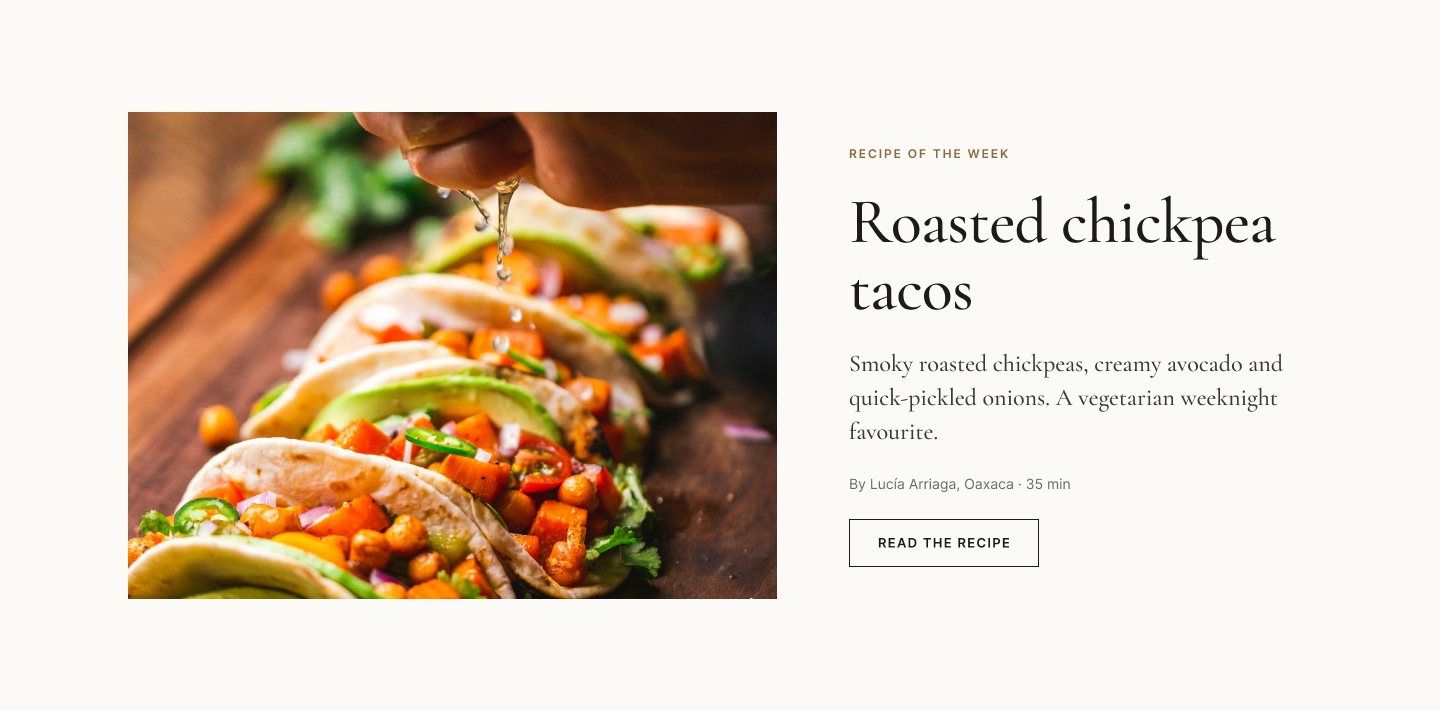 RECIPE OF THE WEEK
Roasted chickpea
tacos
Smoky roasted chickpeas, creamy avocado and
quick-pickled onions. A vegetarian weeknight
favourite.
By Lucía Arriaga, Oaxaca · 35 min
READ THE RECIPE